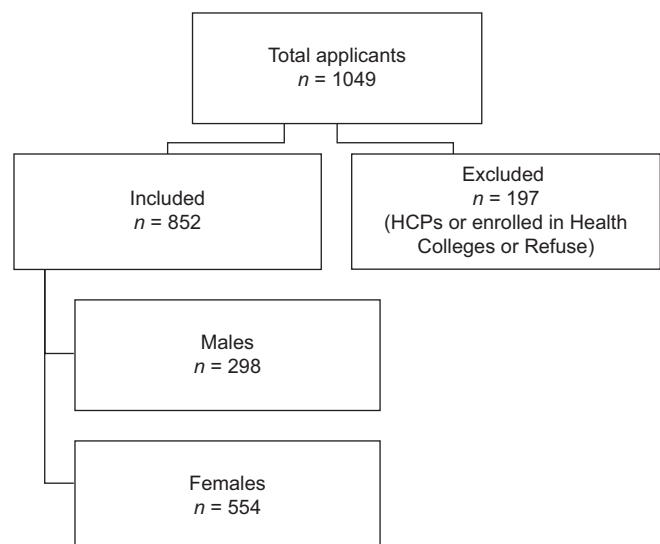 Total applicants
n = 1049
Included
n = 852
Excluded
n = 197
(HCPs or enrolled in Health
Colleges or Refuse)
Males
n = 298
Females
n = 554